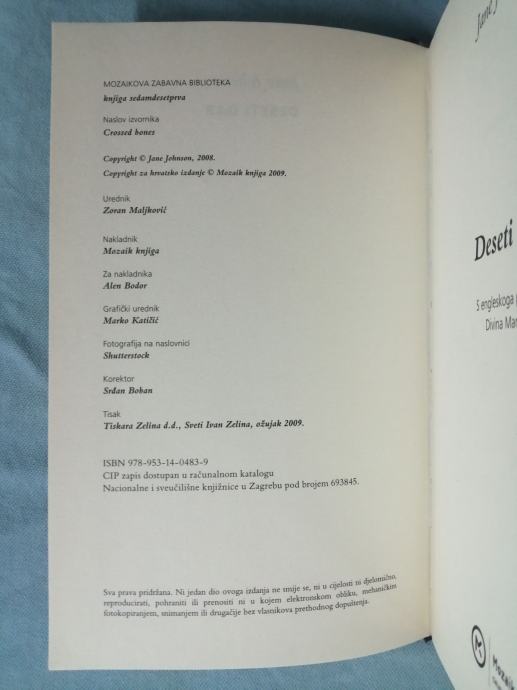 MOZAIKOVA ZABAVNA BIBLIOTEKA
knjiga sedamdesetprva
Naslov izvornika
Crossed bones
Copyright © Jane Johnson, 2008.
Copyright za hrvatsko izdanje © Mozaik knjiga 2009.
Urednik
Zoran Maljković
Nakladnik
Mozaik knjiga
Za nakladnika
Alen Bodor
Grafički urednik
Marko Katičić
Fotografija na naslovnici
Shutterstock
Korektor
Srđan Boban
Tisak
Tiskara Zelina d.d., Sveti Ivan Zelina, ožujak 2009.
ISBN 978-953-14-0483-9
CIP zapis dostupan u računalnom katalogu
Nacionalne i sveučilišne knjižnice u Zagrebu pod brojem 693845.
Sva prava pridržana. Ni jedan dio ovoga izdanja ne smije se, ni u cijelosti ni djelomično,
reproducirati, pohraniti ili prenositi ni u kojem elektronskom obliku, mehaničkim
fotokopiranjem, snimanjem ili drugačije bez vlasnikova prethodnog dopuštenja.
Jane
Deseti
S engleskoga
Divina